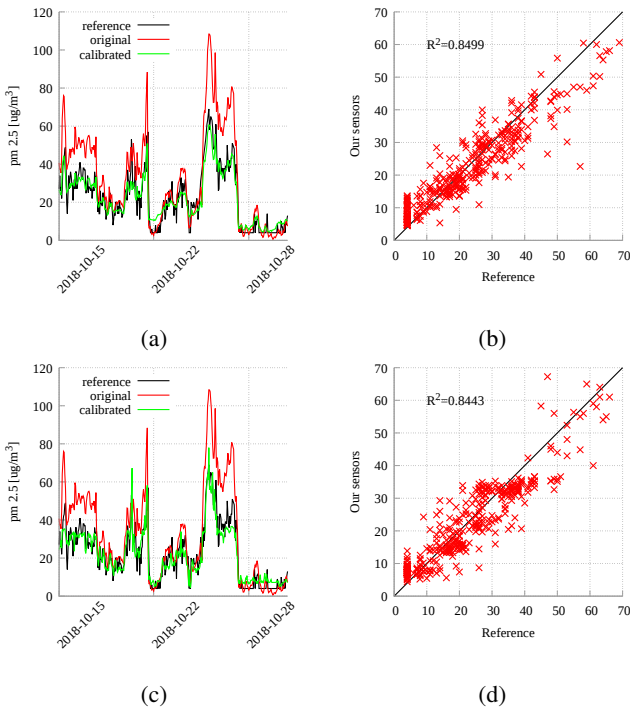 pm 2.5 [ug/m³]
120
100
80
60
40
20
0
reference
original
calibrated
2018-10-15
2018-10-22
2018-10-28
(a)
Our sensors
70
60
50
40
30
20
10
0
R²=0.8499
0 10 20 30 40 50 60 70
Reference
(b)
pm 2.5 [ug/m³]
120
100
80
60
40
20
0
reference
original
calibrated
2018-10-15
2018-10-22
2018-10-28
(c)
Our sensors
70
60
50
40
30
20
10
0
R²=0.8443
0 10 20 30 40 50 60 70
Reference
(d)